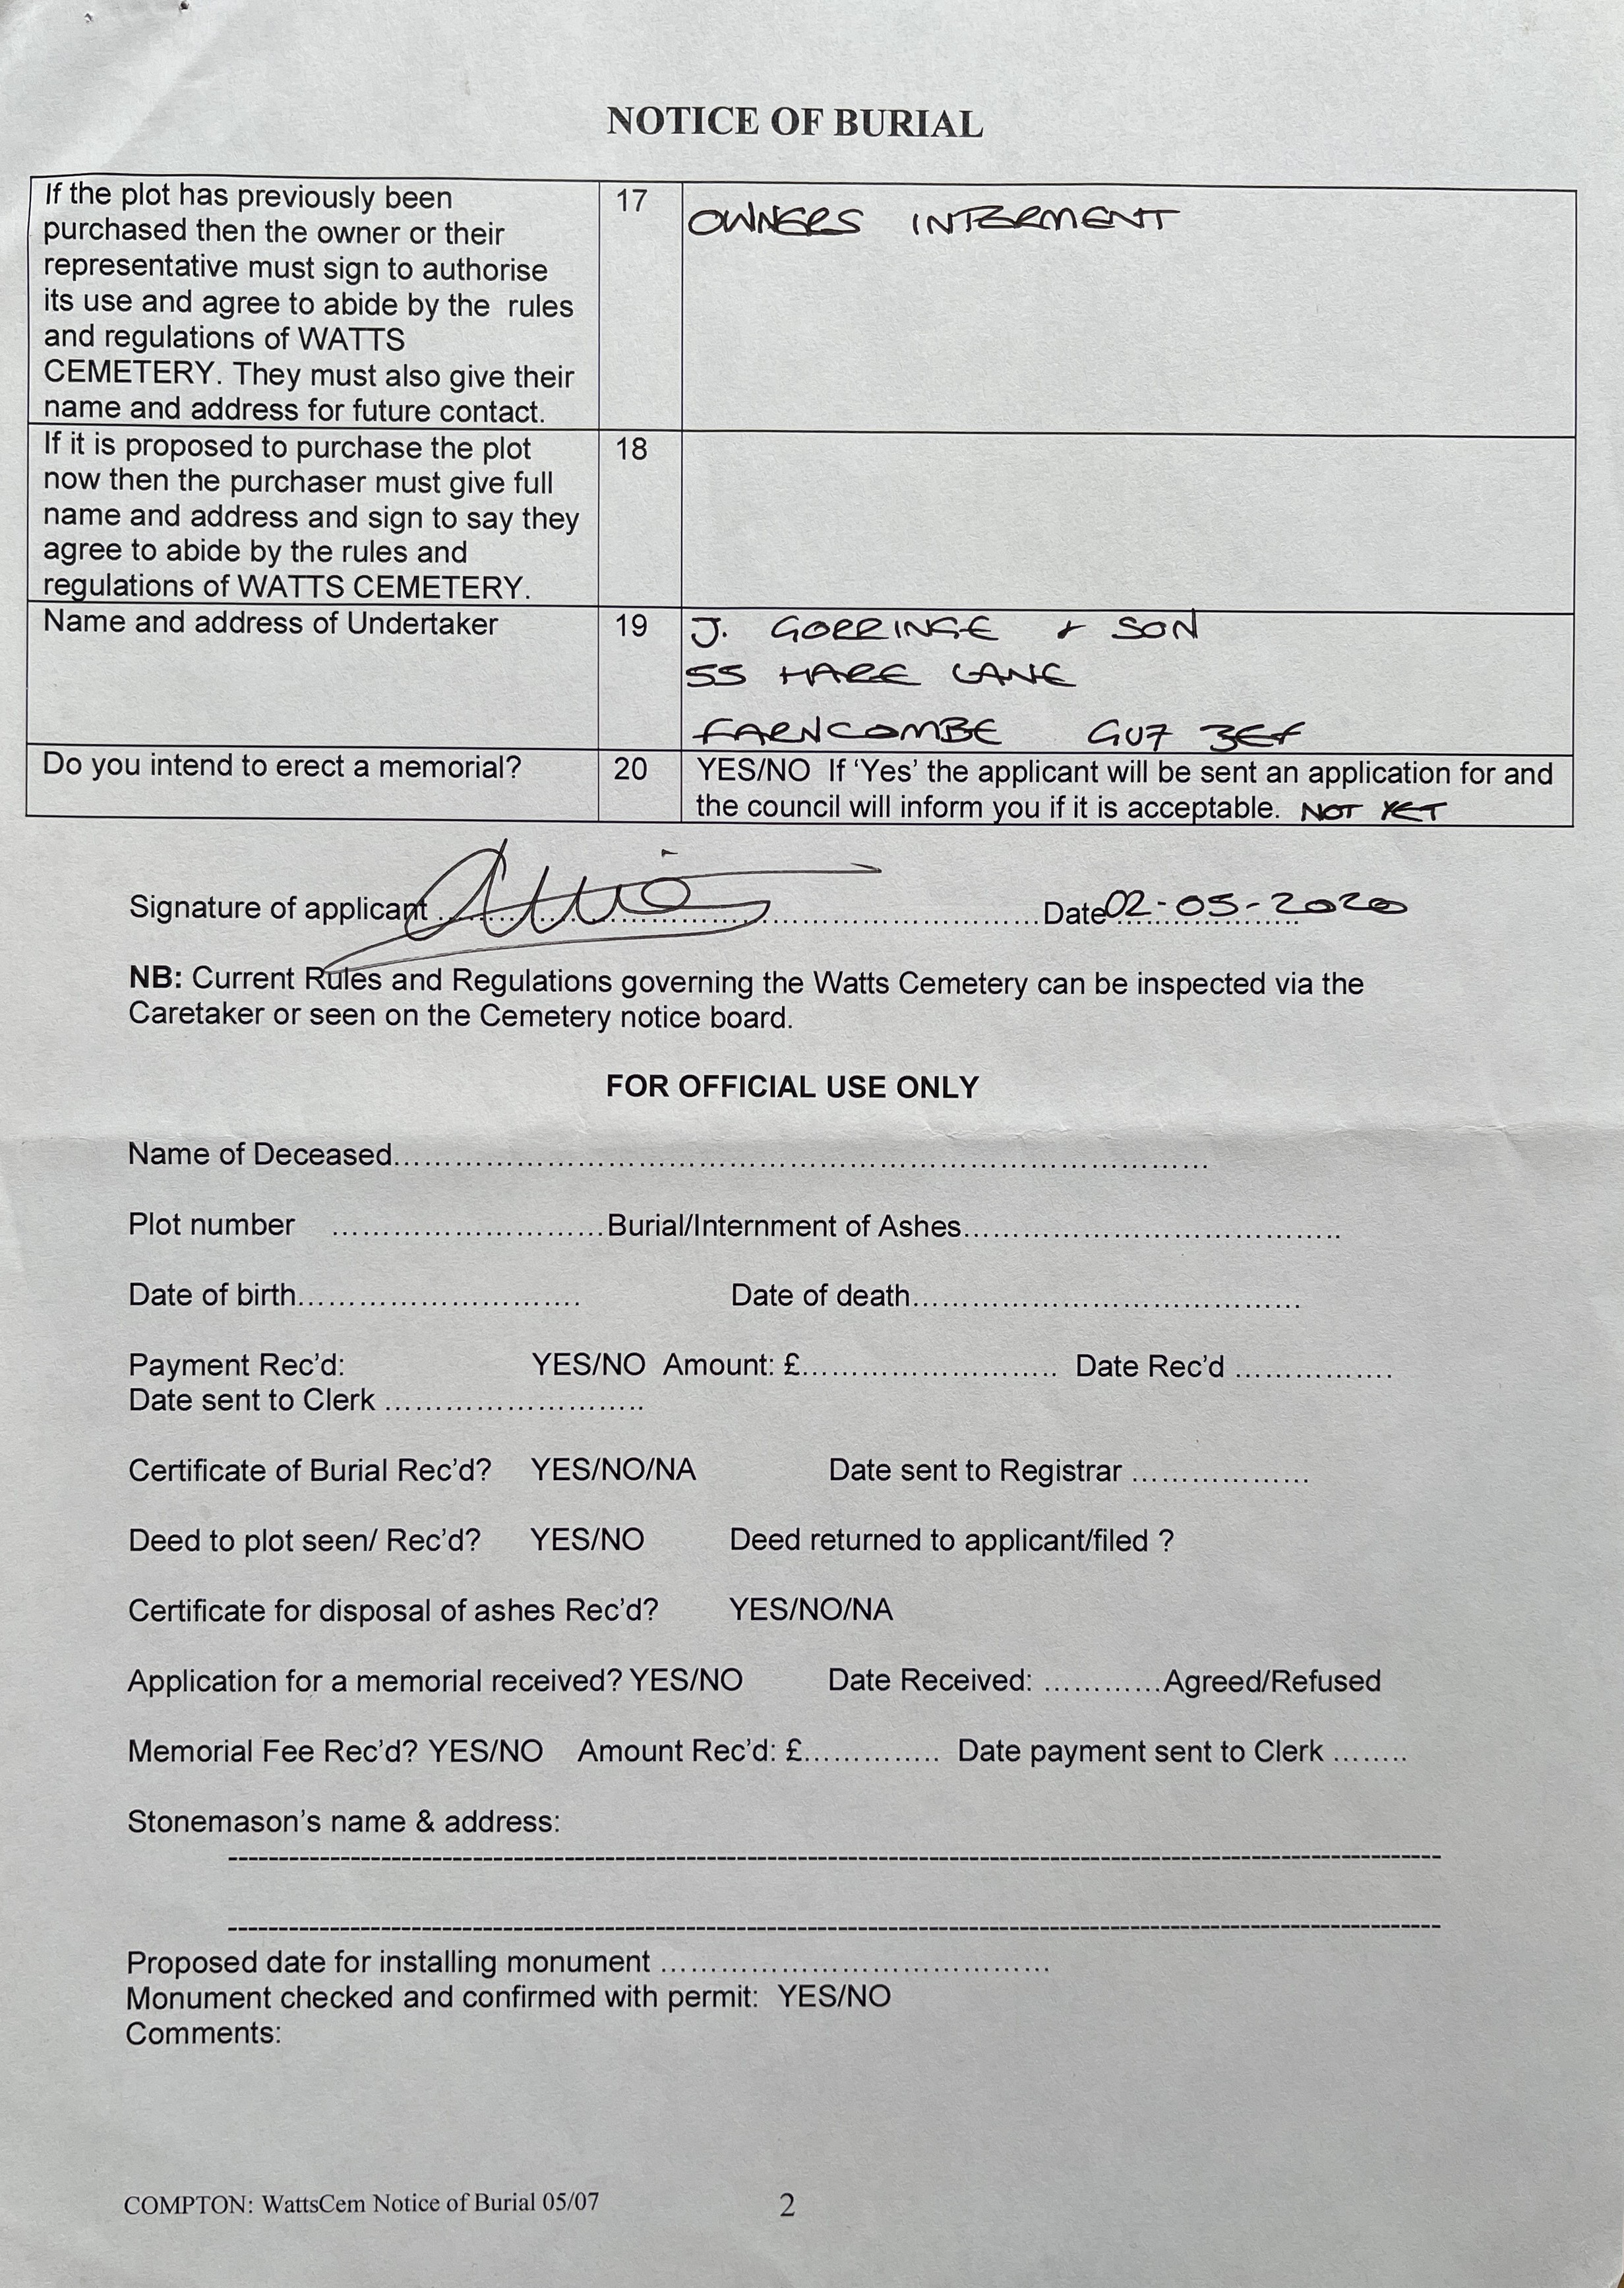 NOTICE OF BURIAL
If the plot has previously been
purchased then the owner or their
representative must sign to authorise
its use and agree to abide by the rules
and regulations of WATTS
CEMETERY. They must also give their
name and address for future contact.
17
OWNERS INTERMENT
If it is proposed to purchase the plot
now then the purchaser must give full
name and address and sign to say they
agree to abide by the rules and
regulations of WATTS CEMETERY.
18
Name and address of Undertaker
19
J. GORRINGE + SON
55 HARE LANE
FARNCOMBE GU7 3EF
Do you intend to erect a memorial?
20
YES/NO If ‘Yes’ the applicant will be sent an application for and
the council will inform you if it is acceptable. NOT YET
Signature of applicant ........................ Date 02-05-2020
NB: Current Rules and Regulations governing the Watts Cemetery can be inspected via the
Caretaker or seen on the Cemetery notice board.
FOR OFFICIAL USE ONLY
Name of Deceased........................
Plot number ........................Burial/Internment of Ashes........................
Date of birth........................ Date of death........................
Payment Rec’d: YES/NO Amount: £........................ Date Rec’d ................
Date sent to Clerk ........................
Certificate of Burial Rec’d? YES/NO/NA Date sent to Registrar ..................
Deed to plot seen/ Rec’d? YES/NO Deed returned to applicant/filed ?
Certificate for disposal of ashes Rec’d? YES/NO/NA
Application for a memorial received? YES/NO Date Received: ............Agreed/Refused
Memorial Fee Rec’d? YES/NO Amount Rec’d: £.............. Date payment sent to Clerk ........
Stonemason’s name & address:
Proposed date for installing monument ........................
Monument checked and confirmed with permit: YES/NO
Comments:
COMPTON: WattsCem Notice of Burial 05/07
2